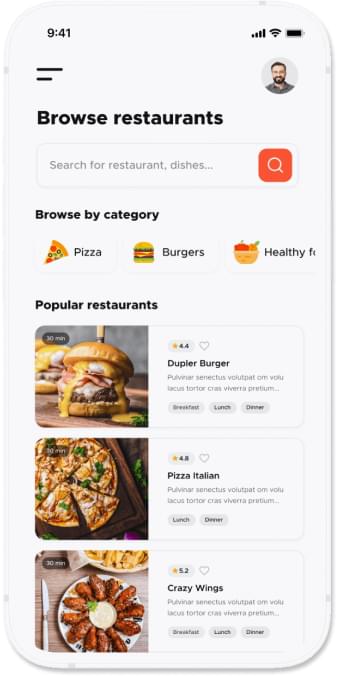 9:41
Browse restaurants
Search for restaurant, dishes...
Browse by category
Pizza
Burgers
Healthy fo
Popular restaurants
30 min
4.4
Dupler Burger
Pulvinar senectus volutpat om volu
lacus tortor cras viverra pretium...
Breakfast Lunch Dinner
30 min
4.8
Pizza Italian
Pulvinar senectus volutpat om volu
lacus tortor cras viverra pretium...
Lunch Dinner
30 min
5.2
Crazy Wings
Pulvinar senectus volutpat om volu
lacus tortor cras viverra pretium...
Breakfast Lunch Dinner